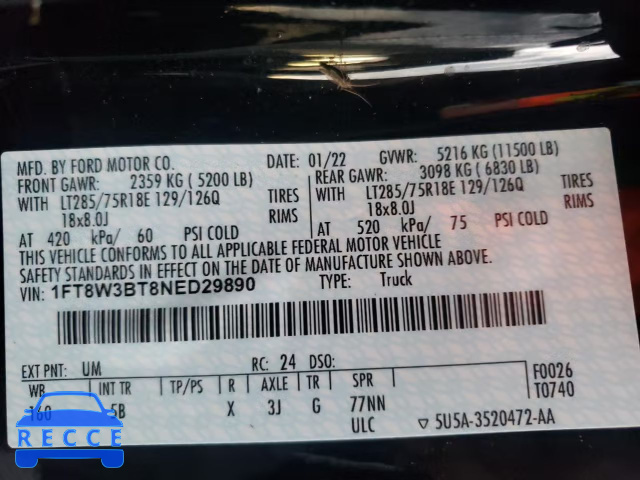 MFD. BY FORD MOTOR CO. DATE: 01/22 GVWR: 5216 KG (11500 LB)
FRONT GAWR: 2359 KG ( 5200 LB) REAR GAWR: 3098 KG ( 6830 LB)
WITH LT285/75R18E 129/126Q TIRES WITH LT285/75R18E 129/126Q TIRES
18x8.0J RIMS 18x8.0J RIMS
AT 420 kPa/ 60 PSI COLD AT 520 kPa/ 75 PSI COLD
THIS VEHICLE CONFORMS TO ALL APPLICABLE FEDERAL MOTOR VEHICLE
SAFETY STANDARDS IN EFFECT ON THE DATE OF MANUFACTURE SHOWN ABOVE.
VIN: 1FT8W3BT8NED29890 TYPE: Truck
EXT PNT: UM RC: 24 DSO: F0026
WB INT TR TP/PS R AXLE TR SPR T0740
160 5B X 3J G 77NN
ULC ▽ 5U5A-3520472-AA
RECCE